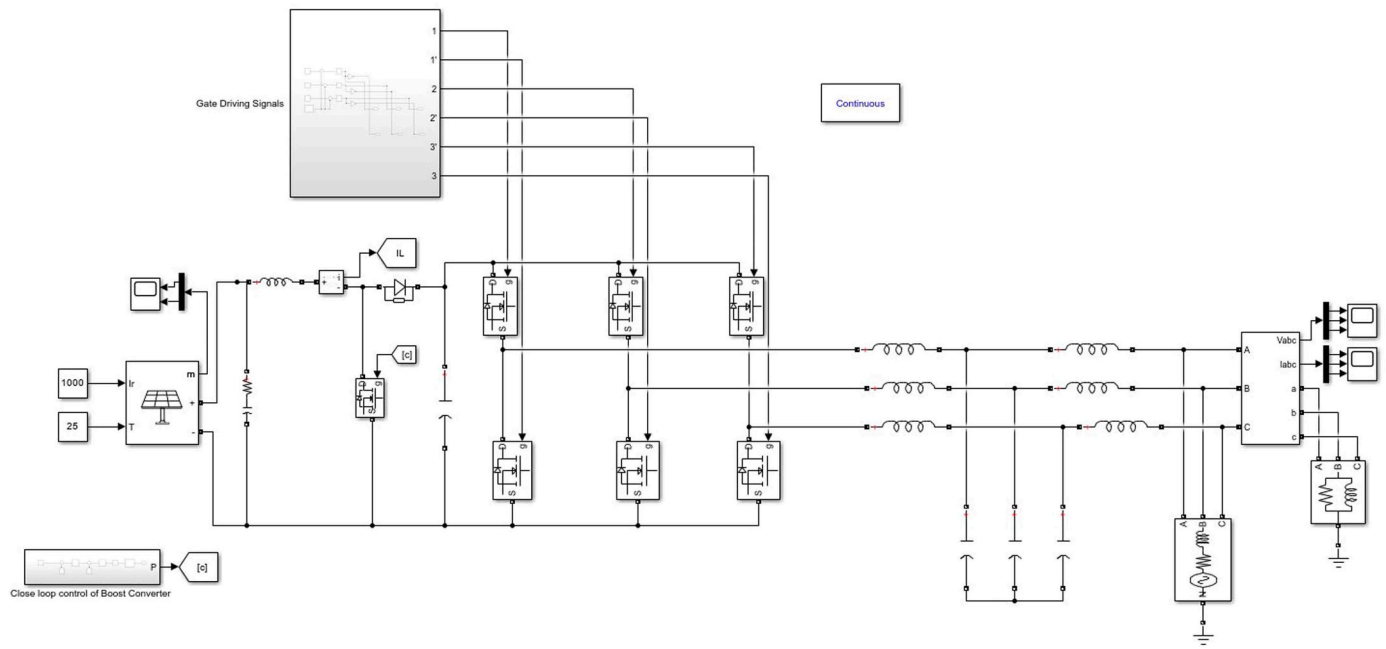 1
1'
2
2'
3'
3
Gate Driving Signals
Continuous
IL
+ i
-
[c]
D g
S
D g
S
D g
S
D g
S
D g
S
D g
S
D g
S
1000
Ir
25
T
m
+
-
P
[c]
Close loop control of Boost Converter
A
B
C
Vabc
Iabc
a
b
c
A B C
A B C
N